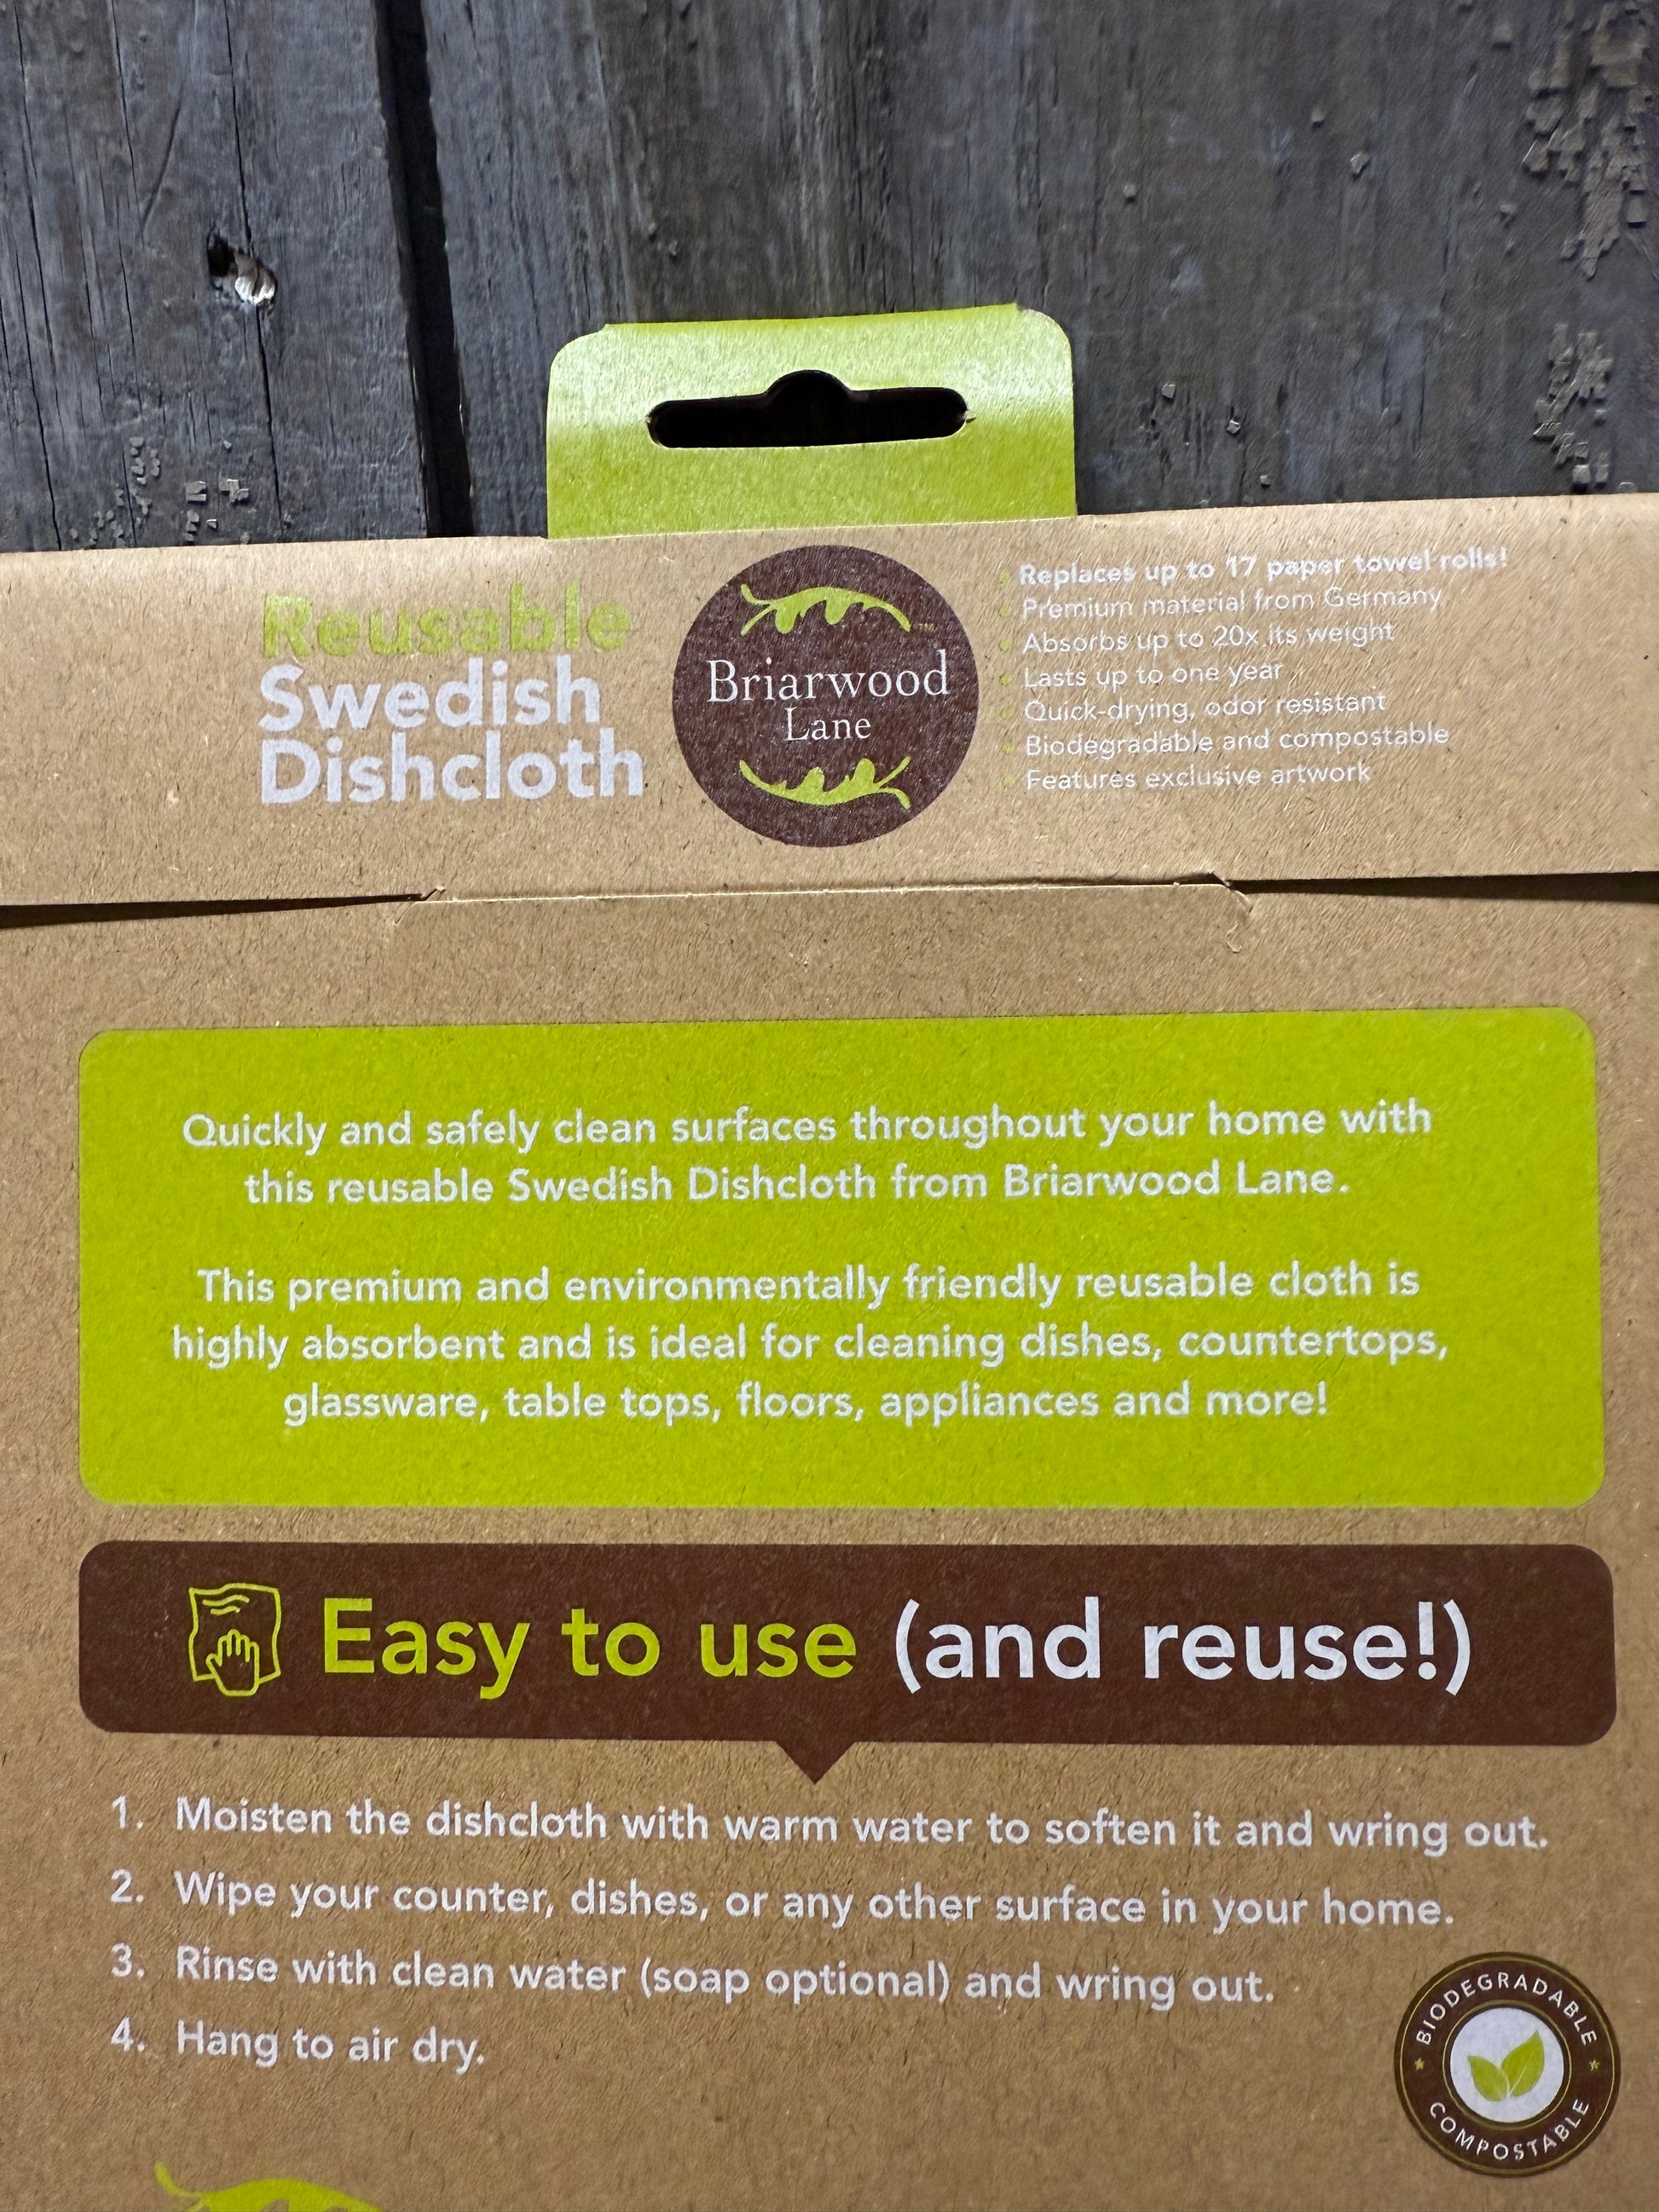 Reusable
Swedish
Dishcloth
Briarwood
Lane
TM
Replaces up to 17 paper towel rolls!
Premium material from Germany
Absorbs up to 20x its weight
Lasts up to one year
Quick-drying, odor resistant
Biodegradable and compostable
Features exclusive artwork
Quickly and safely clean surfaces throughout your home with
this reusable Swedish Dishcloth from Briarwood Lane.
This premium and environmentally friendly reusable cloth is
highly absorbent and is ideal for cleaning dishes, countertops,
glassware, table tops, floors, appliances and more!
Easy to use (and reuse!)
1. Moisten the dishcloth with warm water to soften it and wring out.
2. Wipe your counter, dishes, or any other surface in your home.
3. Rinse with clean water (soap optional) and wring out.
4. Hang to air dry.
BIODEGRADABLE
COMPOSTABLE